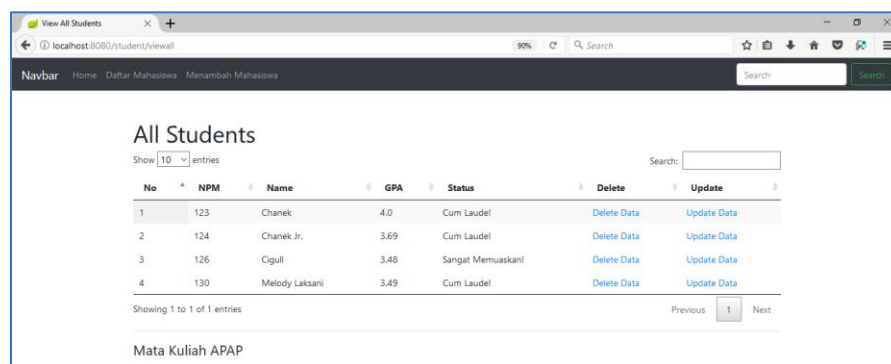 View All Students
localhost:8080/student/viewall 90% Search
Navbar Home Daftar Mahasiswa Menambah Mahasiswa Search Search
All Students
Show 10 entries Search:
No NPM Name GPA Status Delete Update
1 123 Chanek 4.0 Cum Laude! Delete Data Update Data
2 124 Chanek Jr. 3.69 Cum Laude! Delete Data Update Data
3 126 Cigull 3.48 Sangat Memuaskan! Delete Data Update Data
4 130 Melody Laksani 3.49 Cum Laude! Delete Data Update Data
Showing 1 to 1 of 1 entries Previous 1 Next
Mata Kuliah APAP